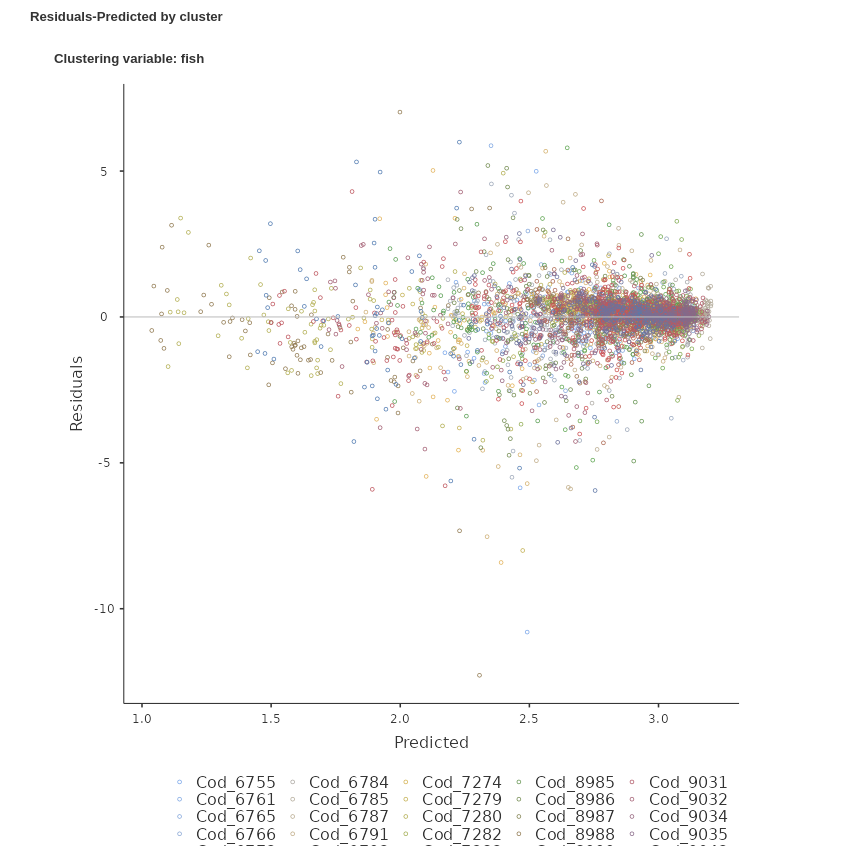 Residuals-Predicted by cluster
Clustering variable: fish
5
0
-5
-10
Residuals
1.0 1.5 2.0 2.5 3.0
Predicted
Cod_6755 Cod_6784 Cod_7274 Cod_8985 Cod_9031
Cod_6761 Cod_6785 Cod_7279 Cod_8986 Cod_9032
Cod_6765 Cod_6787 Cod_7280 Cod_8987 Cod_9034
Cod_6766 Cod_6791 Cod_7282 Cod_8988 Cod_9035